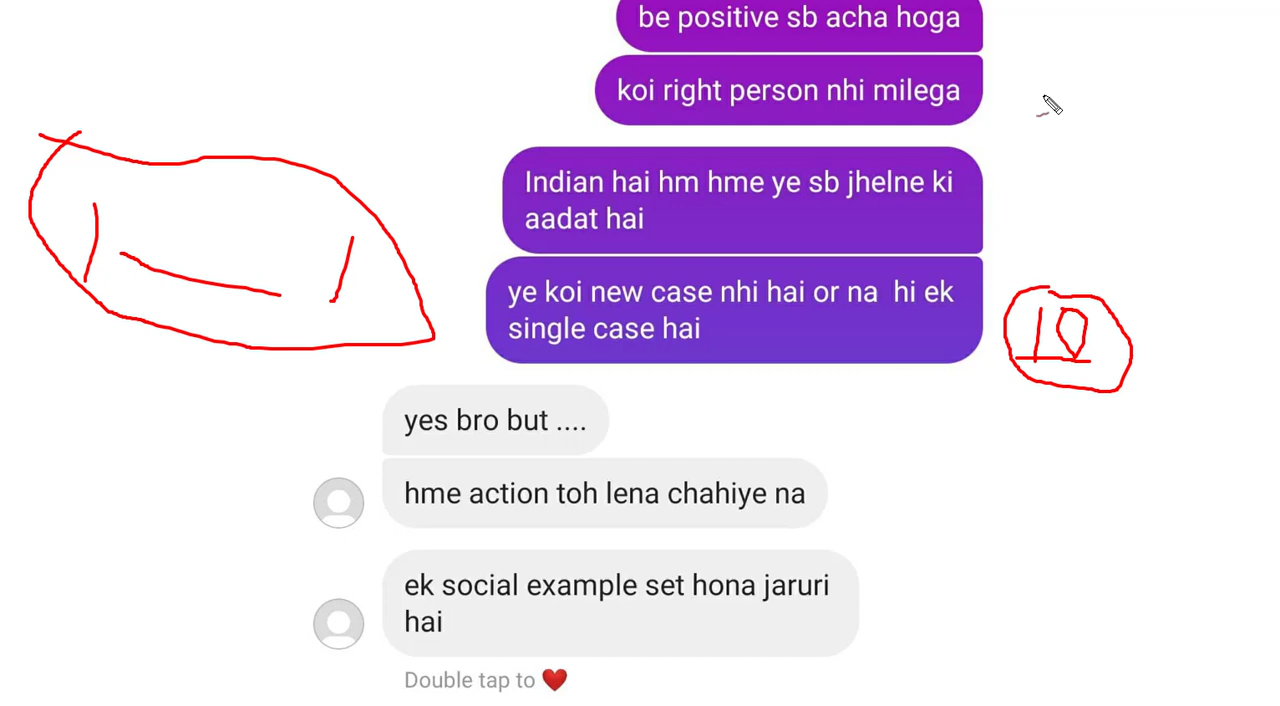 be positive sb acha hoga
koi right person nhi milega
Indian hai hm hme ye sb jhelne ki
aadat hai
ye koi new case nhi hai or na  hi ek
single case hai
10
yes bro but ....
hme action toh lena chahiye na
ek social example set hona jaruri
hai
Double tap to ❤️